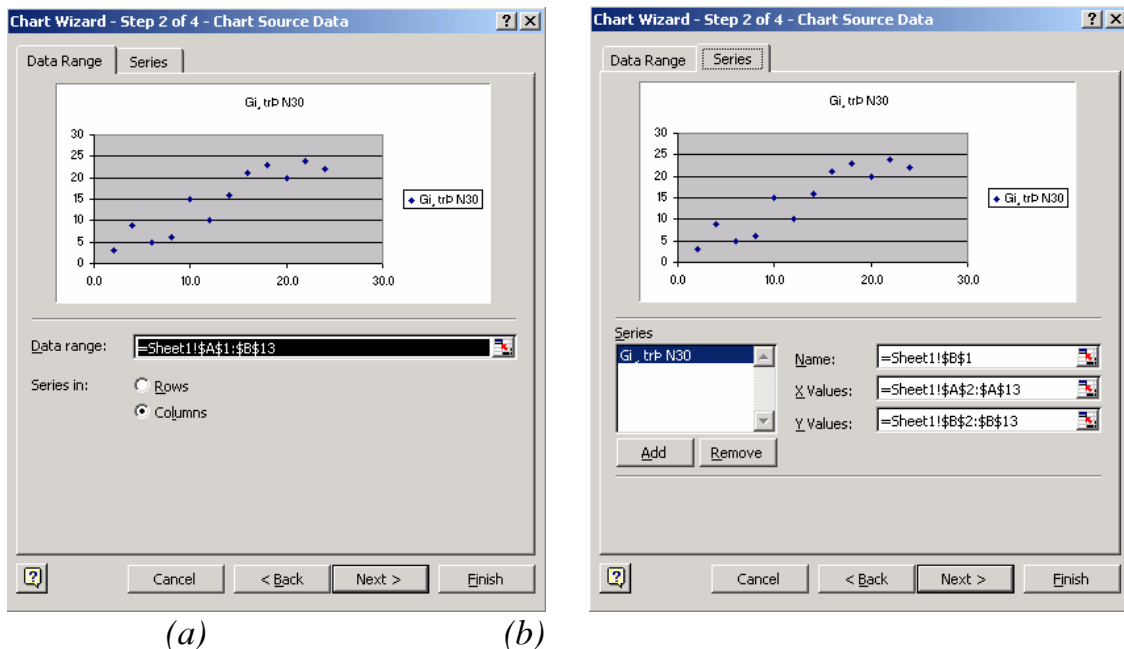 Chart Wizard - Step 2 of 4 - Chart Source Data
Data Range Series
Gi¸ trÞ N30
30
25
20
15
10
5
0
0.0 10.0 20.0 30.0
Gi¸ trÞ N30
Data range: =Sheet1!$A$1:$B$13
Series in: Rows
Columns
Cancel < Back Next > Finish
(a)
Chart Wizard - Step 2 of 4 - Chart Source Data
Data Range Series
Gi¸ trÞ N30
30
25
20
15
10
5
0
0.0 10.0 20.0 30.0
Gi¸ trÞ N30
Series
Gi¸ trÞ N30
Name: =Sheet1!$B$1
X Values: =Sheet1!$A$2:$A$13
Y Values: =Sheet1!$B$2:$B$13
Add Remove
Cancel < Back Next > Finish
(b)